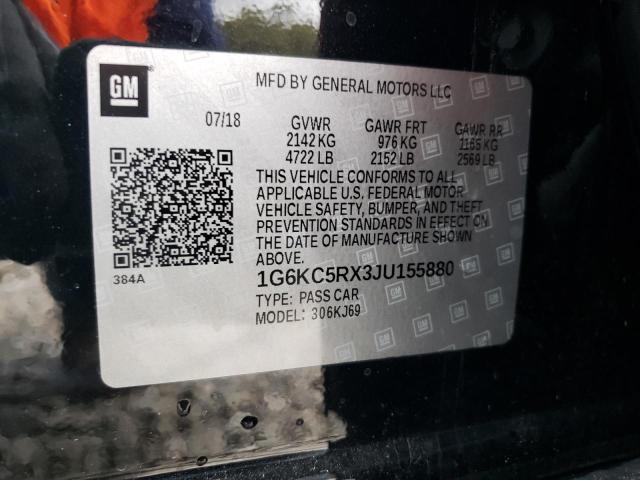 GM
MFD BY GENERAL MOTORS LLC
07/18 GVWR GAWR FRT GAWR RR
2142 KG 976 KG 1165 KG
4722 LB 2152 LB 2569 LB
THIS VEHICLE CONFORMS TO ALL
APPLICABLE U.S. FEDERAL MOTOR
VEHICLE SAFETY, BUMPER, AND THEFT
PREVENTION STANDARDS IN EFFECT ON
THE DATE OF MANUFACTURE SHOWN
ABOVE.
384A
1G6KC5RX3JU155880
TYPE: PASS CAR
MODEL: 306KJ69